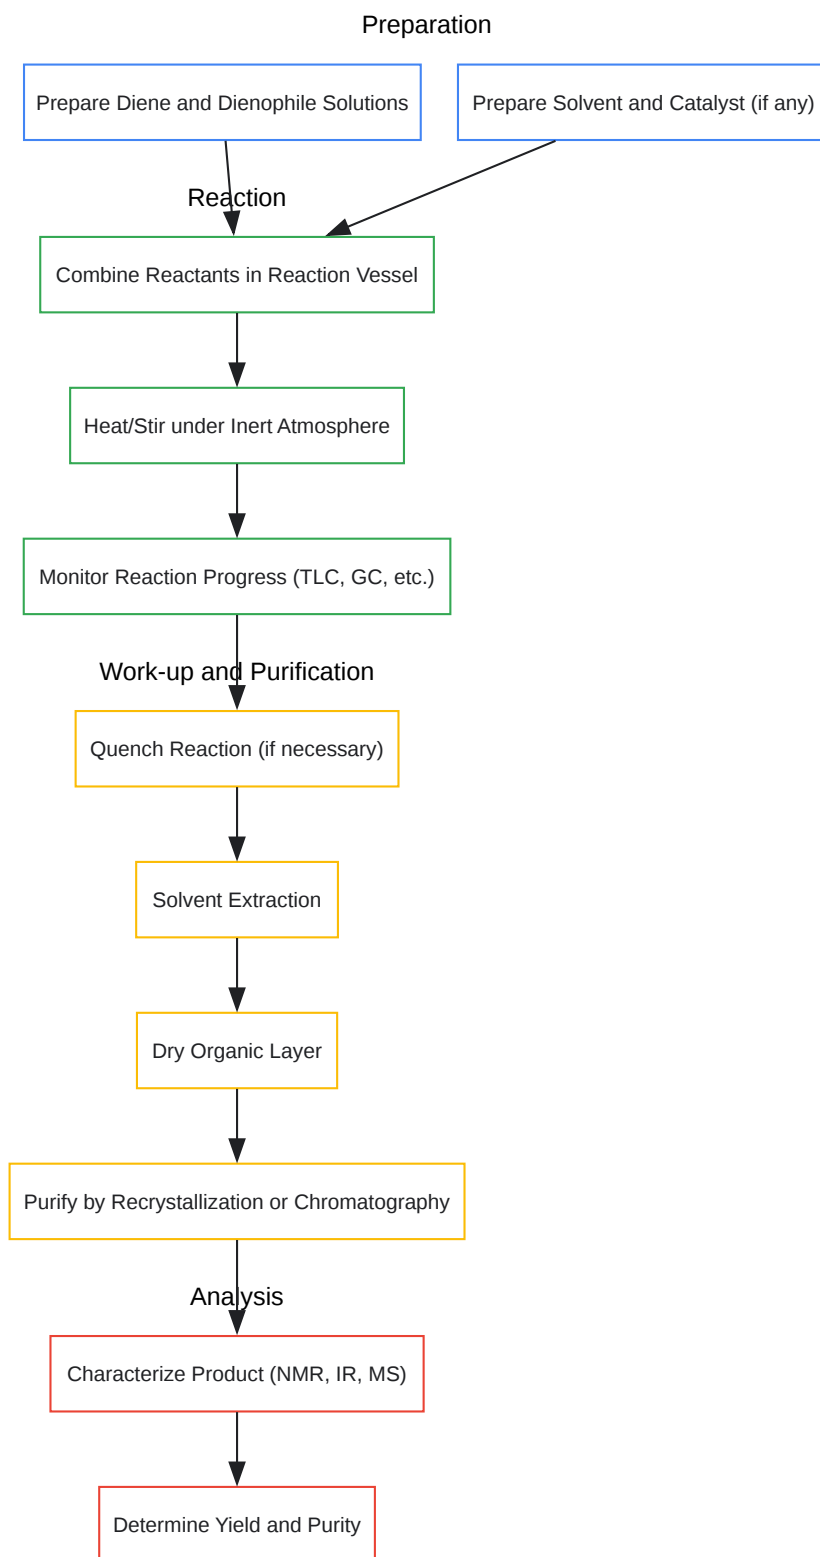 Preparation
Prepare Diene and Dienophile Solutions
Prepare Solvent and Catalyst (if any)
Reaction
Combine Reactants in Reaction Vessel
Heat/Stir under Inert Atmosphere
Monitor Reaction Progress (TLC, GC, etc.)
Work-up and Purification
Quench Reaction (if necessary)
Solvent Extraction
Dry Organic Layer
Purify by Recrystallization or Chromatography
Analysis
Characterize Product (NMR, IR, MS)
Determine Yield and Purity